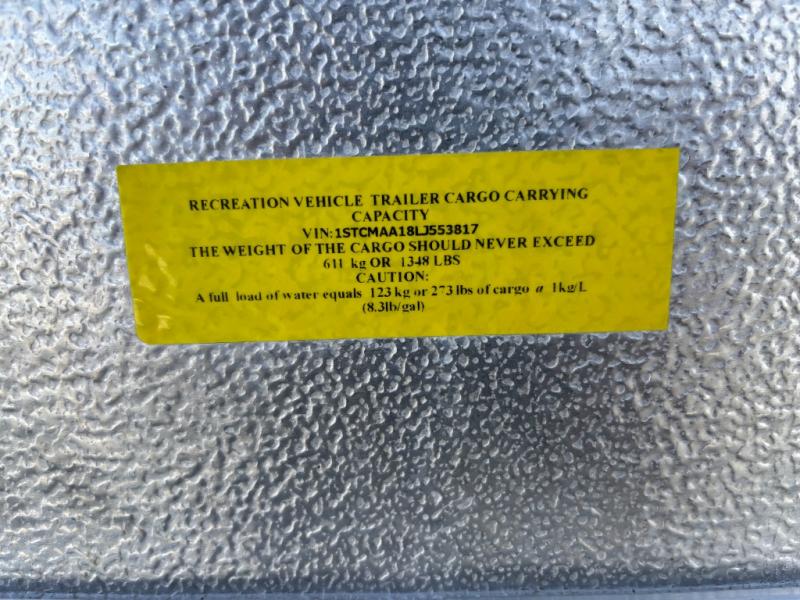 RECREATION VEHICLE TRAILER CARGO CARRYING
CAPACITY
VIN:1STCMAA18LJ553817
THE WEIGHT OF THE CARGO SHOULD NEVER EXCEED
611 kg OR 1348 LBS
CAUTION:
A full load of water equals 123 kg or 273 lbs of cargo @ 1kg/L
(8.3lb/gal)